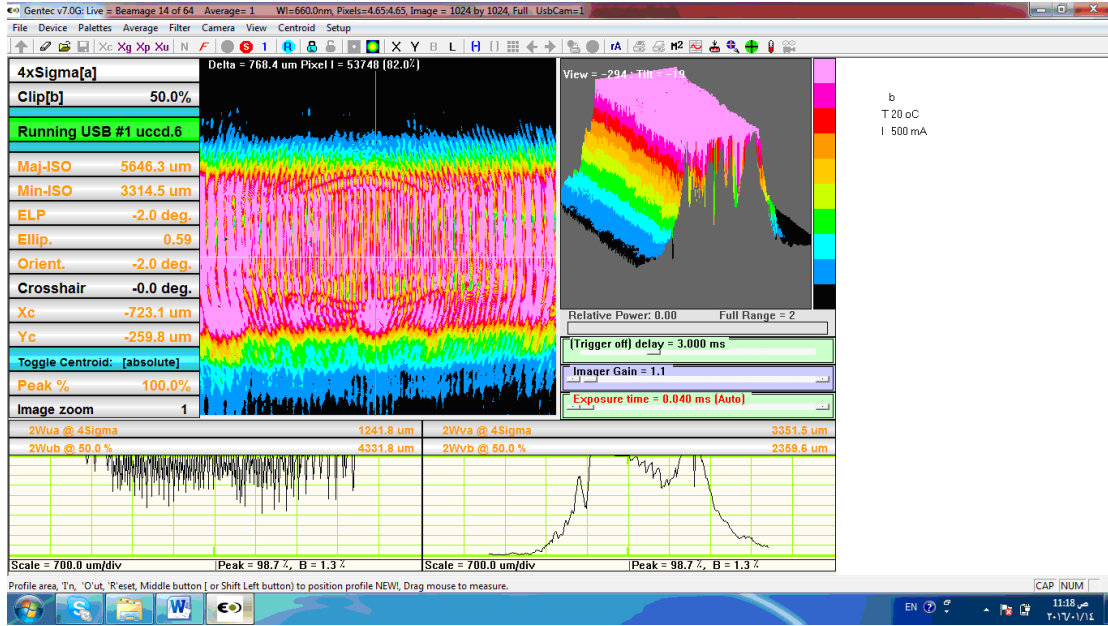 Gentec v7.0G: Live = Beamage 14 of 64 Average= 1 Wl=660.0nm, Pixels=4.65:4.65, Image = 1024 by 1024, Full UsbCam=1
File Device Palettes Average Filter Camera View Centroid Setup
Xc Xg Xp Xu N F S 1 R X Y B L rA M²
4xSigma[a]
Clip[b] 50.0%
Running USB #1 uccd.6
Maj-ISO 5646.3 um
Min-ISO 3314.5 um
ELP -2.0 deg.
Ellip. 0.59
Orient. -2.0 deg.
Crosshair -0.0 deg.
Xc -723.1 um
Yc -259.8 um
Toggle Centroid: [absolute]
Peak % 100.0%
Image zoom 1
Delta = 768.4 um Pixel I = 53748 (82.0%)
View = -294 : Tilt = -19
Relative Power: 0.00 Full Range = 2
(Trigger off) delay = 3.000 ms
Imager Gain = 1.1
Exposure time = 0.040 ms (Auto)
b
T 20 oC
I 500 mA
2Wua @ 4Sigma 1241.8 um 2Wva @ 4Sigma 3351.5 um
2Wub @ 50.0 % 4331.8 um 2Wvb @ 50.0 % 2359.6 um
Scale = 700.0 um/div Peak = 98.7 %, B = 1.3 % Scale = 700.0 um/div Peak = 98.7 %, B = 1.3 %
Profile area, 'I'n, 'O'ut, 'R'eset, Middle button [ or Shift Left button) to position profile NEW!, Drag mouse to measure.
CAP NUM
EN
11:18 ص
٢٠١٦/٠١/١٤